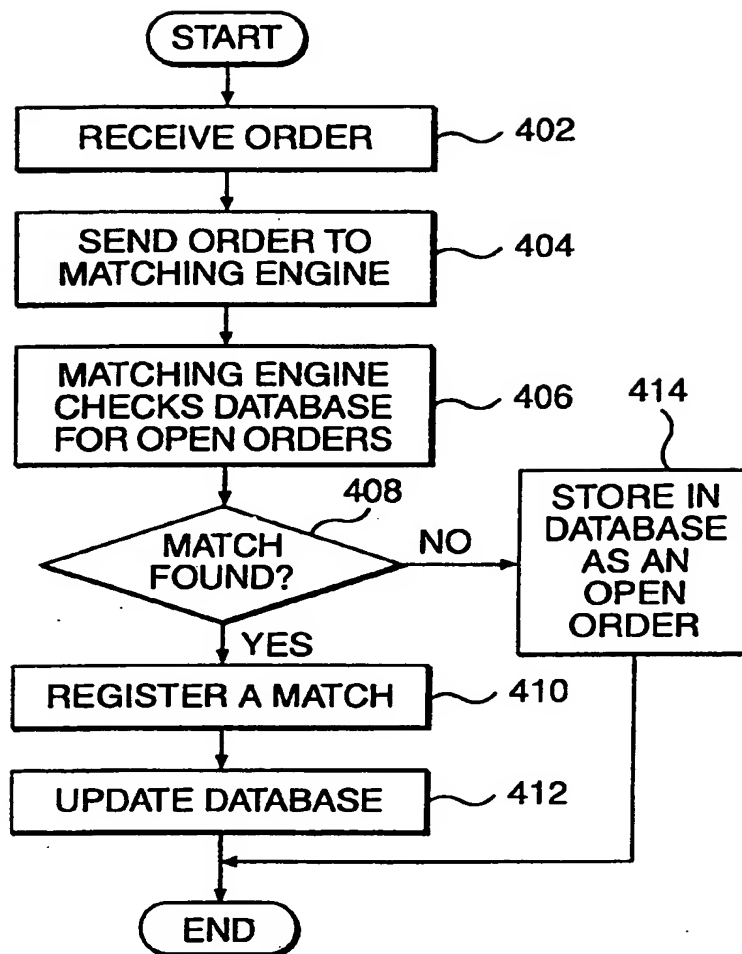 START
RECEIVE ORDER
402
SEND ORDER TO
MATCHING ENGINE
404
MATCHING ENGINE
CHECKS DATABASE
FOR OPEN ORDERS
406
414
408
MATCH
FOUND?
NO
STORE IN
DATABASE
AS AN
OPEN
ORDER
YES
REGISTER A MATCH
410
UPDATE DATABASE
412
END